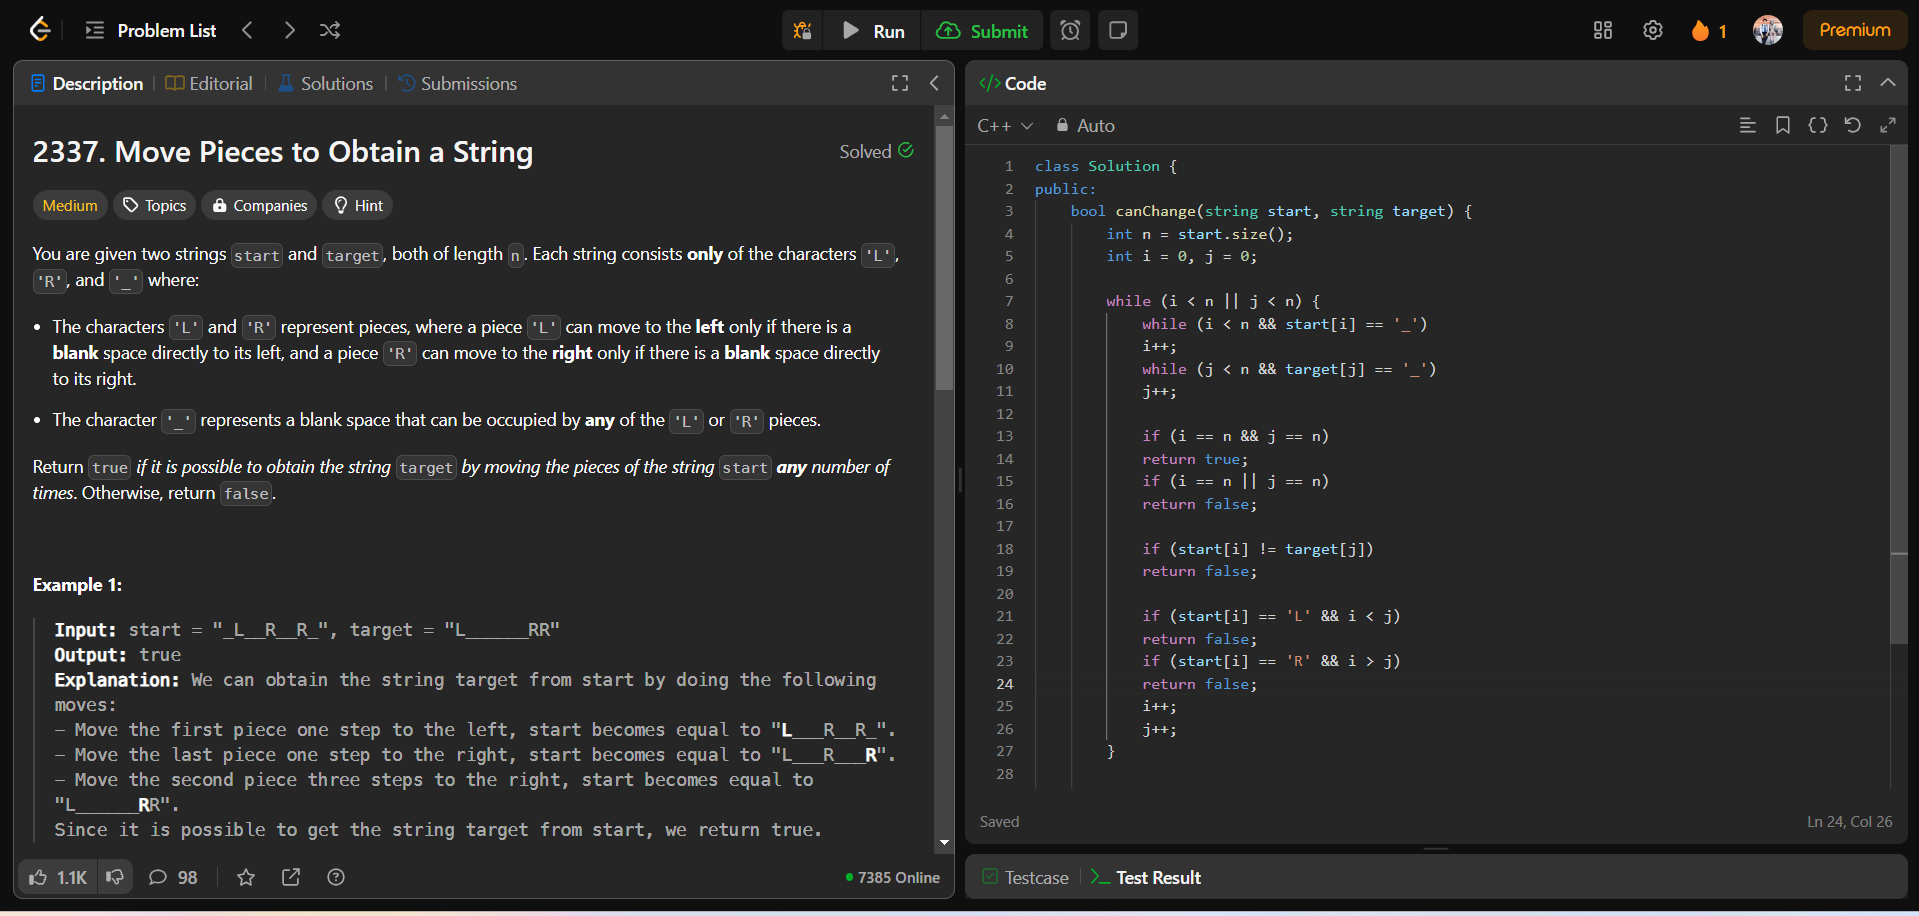 Problem List
Run
Submit
1
Premium
Description
Editorial
Solutions
Submissions
2337. Move Pieces to Obtain a String
Solved
Medium
Topics
Companies
Hint
You are given two strings start and target, both of length n. Each string consists only of the characters 'L',
'R', and '_' where:
• The characters 'L' and 'R' represent pieces, where a piece 'L' can move to the left only if there is a
blank space directly to its left, and a piece 'R' can move to the right only if there is a blank space directly
to its right.
• The character '_' represents a blank space that can be occupied by any of the 'L' or 'R' pieces.
Return true if it is possible to obtain the string target by moving the pieces of the string start any number of
times. Otherwise, return false.
Example 1:
Input: start = "_L__R__R_", target = "L______RR"
Output: true
Explanation: We can obtain the string target from start by doing the following
moves:
- Move the first piece one step to the left, start becomes equal to "L___R__R_".
- Move the last piece one step to the right, start becomes equal to "L___R___R".
- Move the second piece three steps to the right, start becomes equal to
"L______RR".
Since it is possible to get the string target from start, we return true.
1.1K
98
7385 Online
</> Code
C++
Auto
1 class Solution {
2 public:
3 bool canChange(string start, string target) {
4 int n = start.size();
5 int i = 0, j = 0;
6
7 while (i < n || j < n) {
8 while (i < n && start[i] == '_')
9 i++;
10 while (j < n && target[j] == '_')
11 j++;
12
13 if (i == n && j == n)
14 return true;
15 if (i == n || j == n)
16 return false;
17
18 if (start[i] != target[j])
19 return false;
20
21 if (start[i] == 'L' && i < j)
22 return false;
23 if (start[i] == 'R' && i > j)
24 return false;
25 i++;
26 j++;
27 }
28
Saved
Ln 24, Col 26
Testcase
Test Result